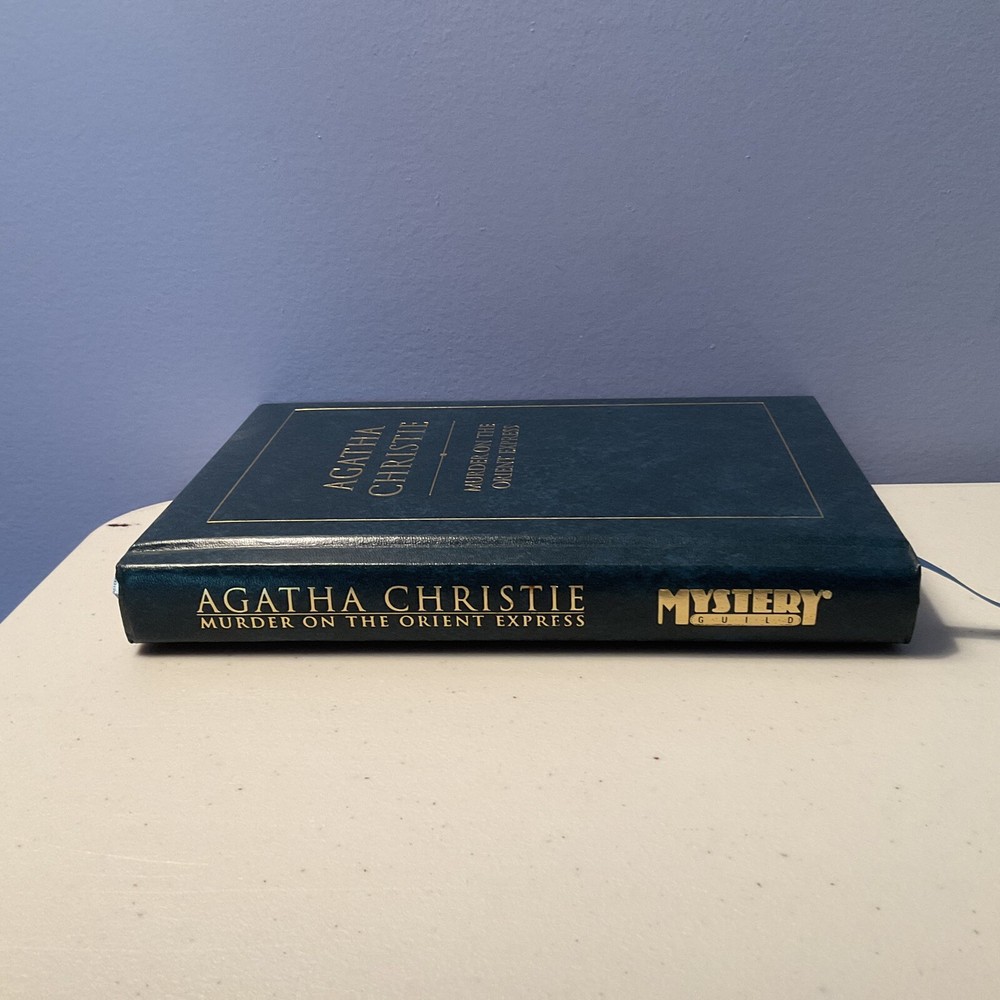 AGATHA
CHRISTIE
MURDER ON THE
ORIENT EXPRESS
AGATHA CHRISTIE
MURDER ON THE ORIENT EXPRESS
MYSTERY®
GUILD